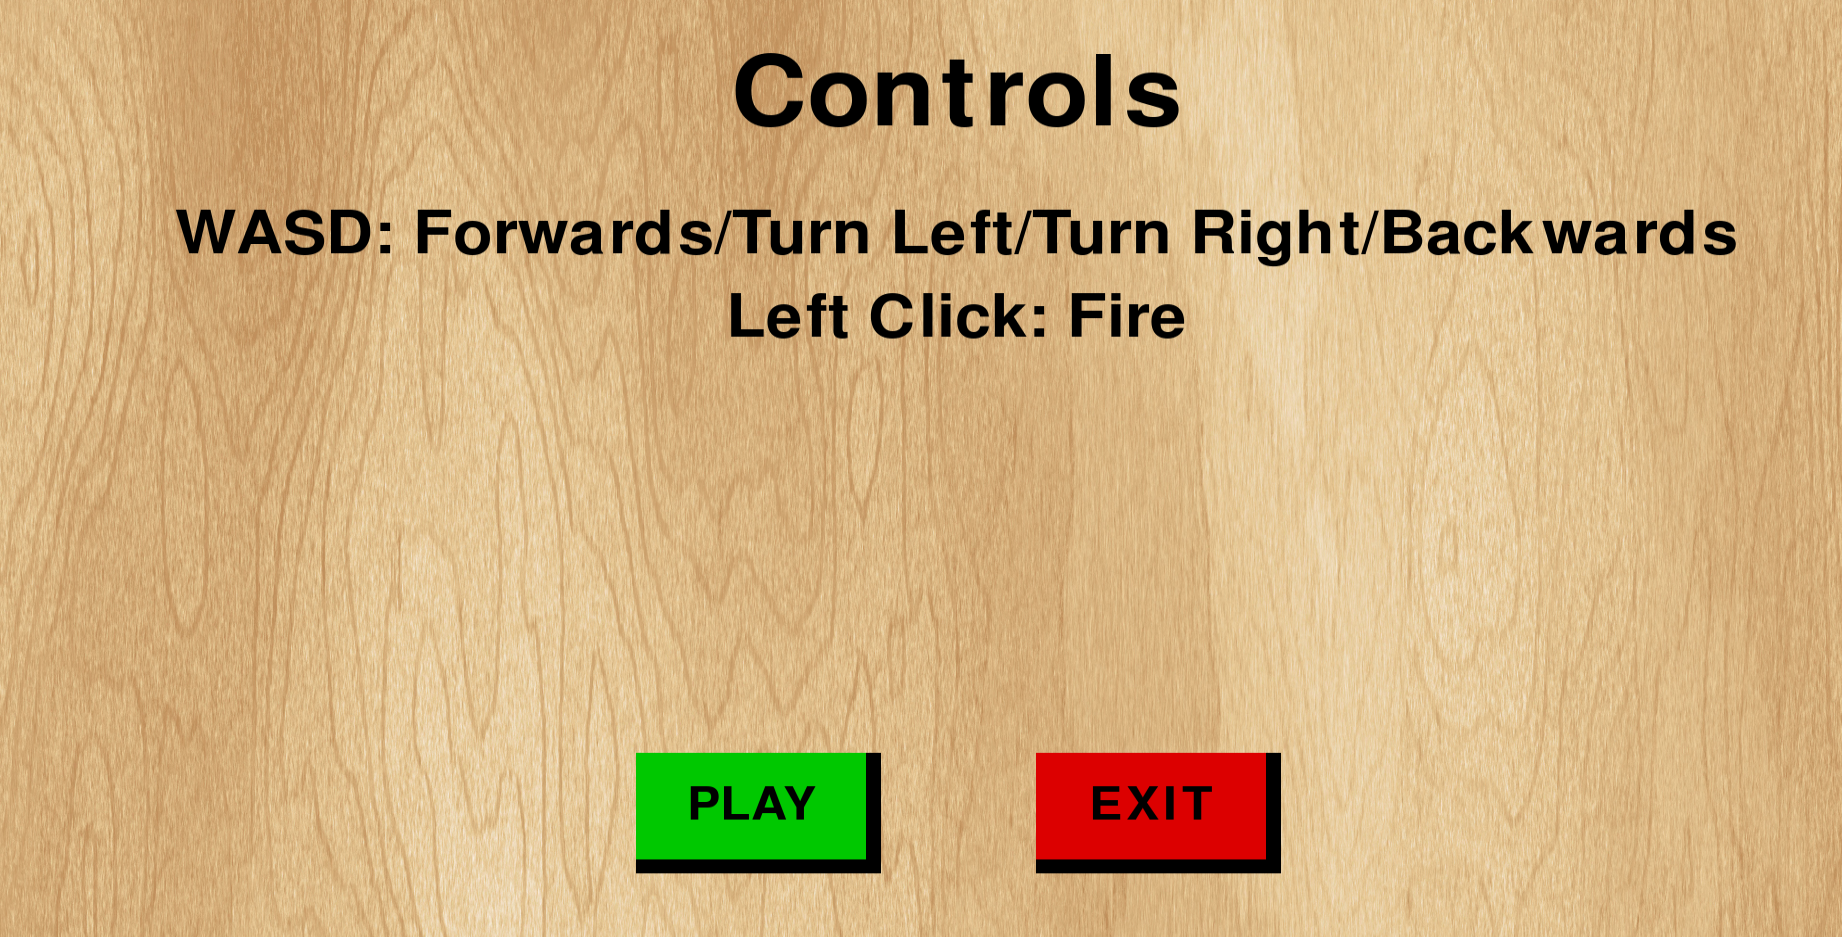 Controls
WASD: Forwards/Turn Left/Turn Right/Backwards
Left Click: Fire
PLAY
EXIT